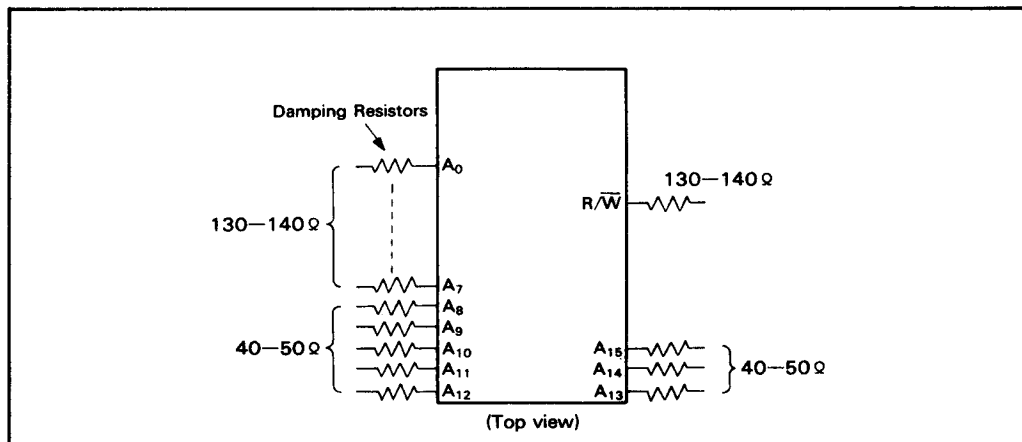 Damping Resistors
A₀
130—140Ω
R/W̅
130—140Ω
A₇
A₈
A₉
40—50Ω
A₁₀
A₁₁
A₁₂
A₁₅
A₁₄
40—50Ω
A₁₃
(Top view)